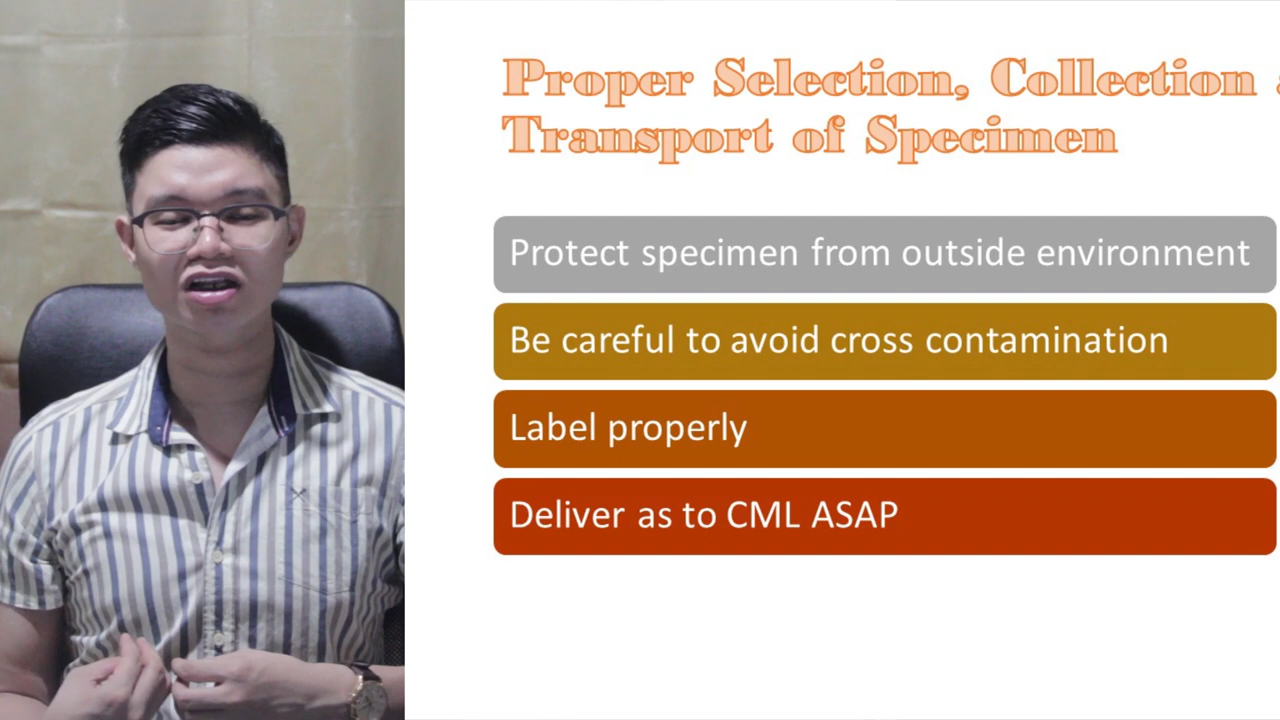 Proper Selection, Collection
Transport of Specimen
Protect specimen from outside environment
Be careful to avoid cross contamination
Label properly
Deliver as to CML ASAP